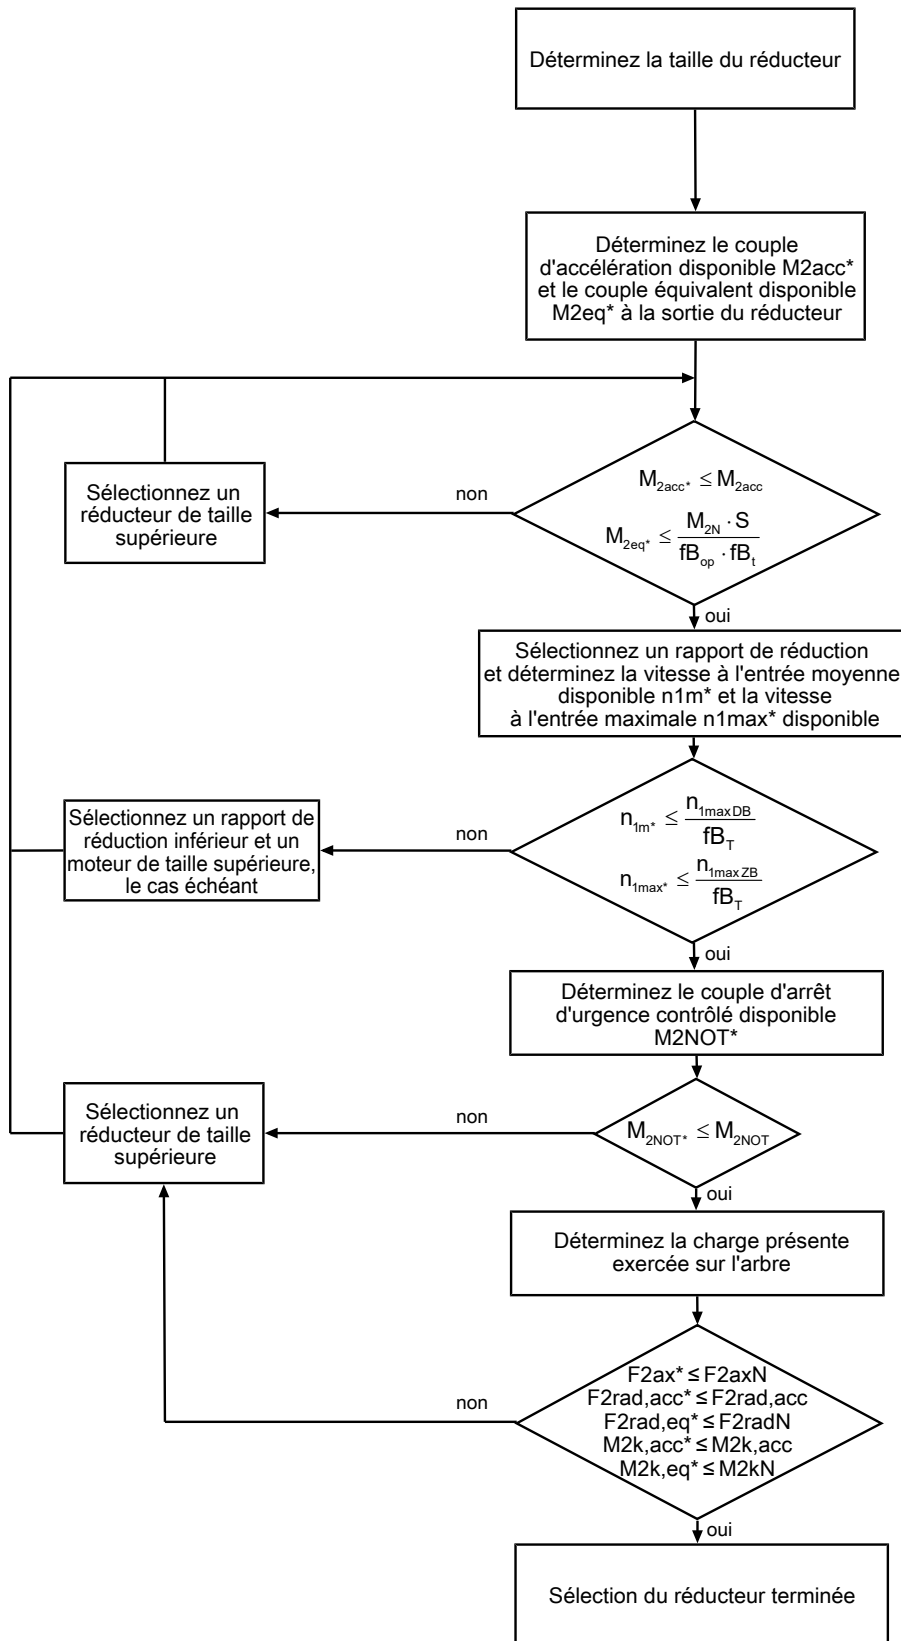 Déterminez la taille du réducteur
Déterminez le couple
d'accélération disponible M2acc*
et le couple équivalent disponible
M2eq* à la sortie du réducteur
Sélectionnez un
réducteur de taille
supérieure
non
M2acc* ≤ M2acc
M2eq* ≤ M2N · S / fBop · fBt
oui
Sélectionnez un rapport de réduction
et déterminez la vitesse à l'entrée moyenne
disponible n1m* et la vitesse
à l'entrée maximale n1max* disponible
Sélectionnez un rapport de
réduction inférieur et un
moteur de taille supérieure,
le cas échéant
non
n1m* ≤ n1maxDB / fBT
n1max* ≤ n1maxZB / fBT
oui
Déterminez le couple d'arrêt
d'urgence contrôlé disponible
M2NOT*
Sélectionnez un
réducteur de taille
supérieure
non
M2NOT* ≤ M2NOT
oui
Déterminez la charge présente
exercée sur l'arbre
non
F2ax* ≤ F2axN
F2rad,acc* ≤ F2rad,acc
F2rad,eq* ≤ F2radN
M2k,acc* ≤ M2k,acc
M2k,eq* ≤ M2kN
oui
Sélection du réducteur terminée